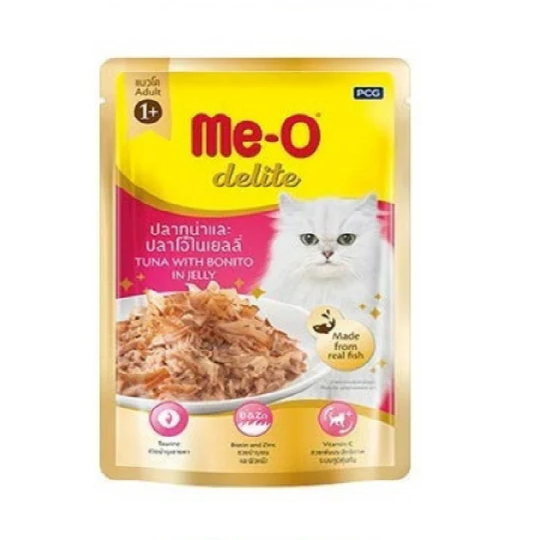 แมวโต
Adult
1+
PCG
Me-O
delite
ปลาทูน่าและ
ปลาโอในเยลลี่
TUNA WITH BONITO
IN JELLY
Made
from
real fish
Taurine
Biotin and Zinc
Vitamin C